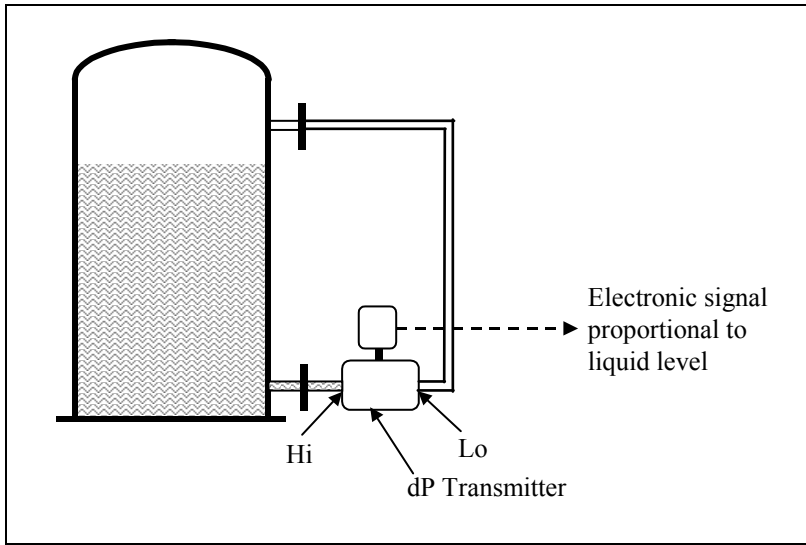 Electronic signal
proportional to
liquid level
Hi
Lo
dP Transmitter